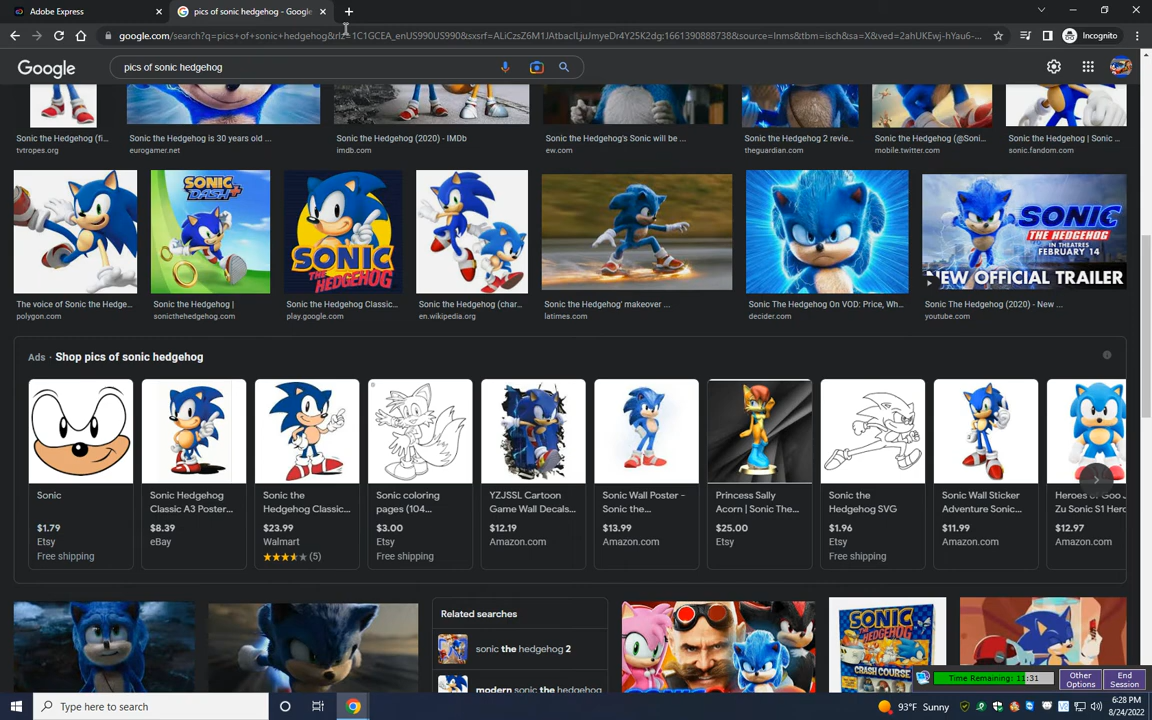 Adobe Express
pics of sonic hedgehog - Google
Incognito
Google
pics of sonic hedgehog
Sonic the Hedgehog (fi...
tvtropes.org
Sonic the Hedgehog is 30 years old ...
eurogamer.net
Sonic the Hedgehog (2020) - IMDb
imdb.com
Sonic the Hedgehog's Sonic will be ...
ew.com
Sonic the Hedgehog 2 revie...
theguardian.com
Sonic the Hedgehog (@Soni...
mobile.twitter.com
Sonic the Hedgehog | Sonic ...
sonic.fandom.com
SONIC
DASH+
SONIC
THE HEDGEHOG
SONIC
THE HEDGEHOG
IN THEATRES
FEBRUARY 14
NEW OFFICIAL TRAILER
The voice of Sonic the Hedge...
polygon.com
Sonic the Hedgehog |
sonicthehedgehog.com
Sonic the Hedgehog Classic...
play.google.com
Sonic the Hedgehog (char...
en.wikipedia.org
Sonic the Hedgehog' makeover ...
latimes.com
Sonic The Hedgehog On VOD: Price, Wh...
decider.com
Sonic The Hedgehog (2020) - New ...
youtube.com
Ads · Shop pics of sonic hedgehog
Sonic
$1.79
Etsy
Free shipping
Sonic Hedgehog
Classic A3 Poster...
$8.39
eBay
Sonic the
Hedgehog Classic...
$23.99
Walmart
(5)
Sonic coloring
pages (104...
$3.00
Etsy
Free shipping
YZJSSL Cartoon
Game Wall Decals...
$12.19
Amazon.com
Sonic Wall Poster -
Sonic the...
$13.99
Amazon.com
Princess Sally
Acorn | Sonic The...
$25.00
Etsy
Sonic the
Hedgehog SVG
$1.96
Etsy
Free shipping
Sonic Wall Sticker
Adventure Sonic...
$11.99
Amazon.com
Heroes of Goo J
Zu Sonic S1 Hero
$12.97
Amazon.com
Related searches
sonic the hedgehog 2
modern sonic the hedgehog
SONIC
THE HEDGEHOG
CRASH COURSE
Time Remaining: 11:31
Other
Options
End
Session
Type here to search
93°F Sunny
6:28 PM
8/24/2022